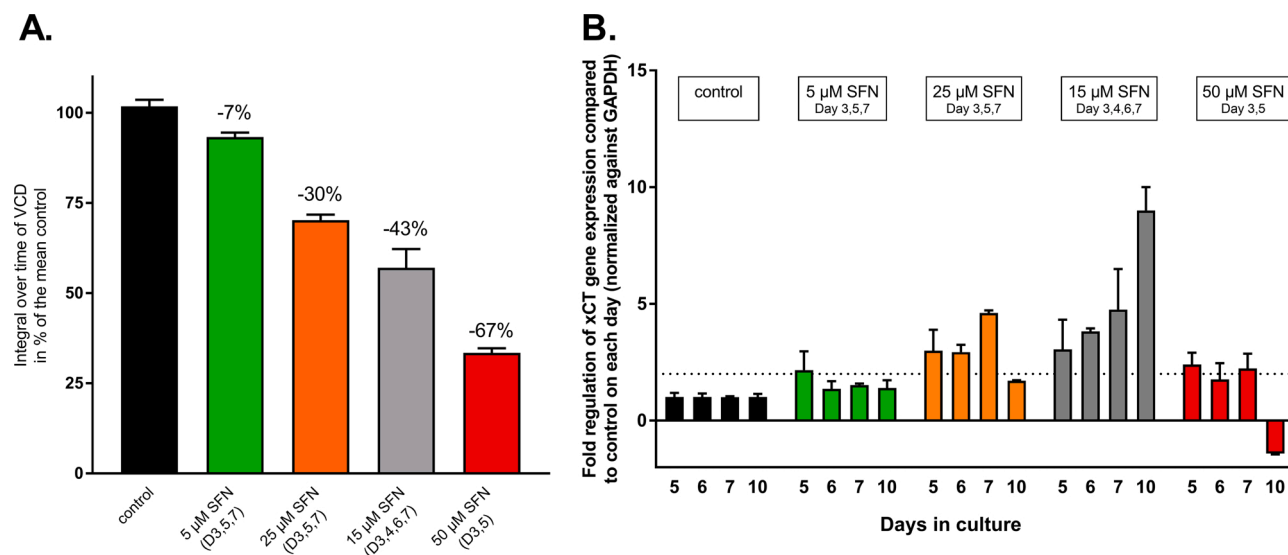 A.
Integral over time of VCD
in % of the mean control
100
75
50
25
0
-7%
-30%
-43%
-67%
control
5 µM SFN
(D3,5,7)
25 µM SFN
(D3,5,7)
15 µM SFN
(D3,4,6,7)
50 µM SFN
(D3,5)
B.
Fold regulation of xCT gene expression compared
to control on each day (normalized against GAPDH)
15
10
5
0
control
5 µM SFN
Day 3,5,7
25 µM SFN
Day 3,5,7
15 µM SFN
Day 3,4,6,7
50 µM SFN
Day 3,5
5 6 7 10 5 6 7 10 5 6 7 10 5 6 7 10 5 6 7 10
Days in culture